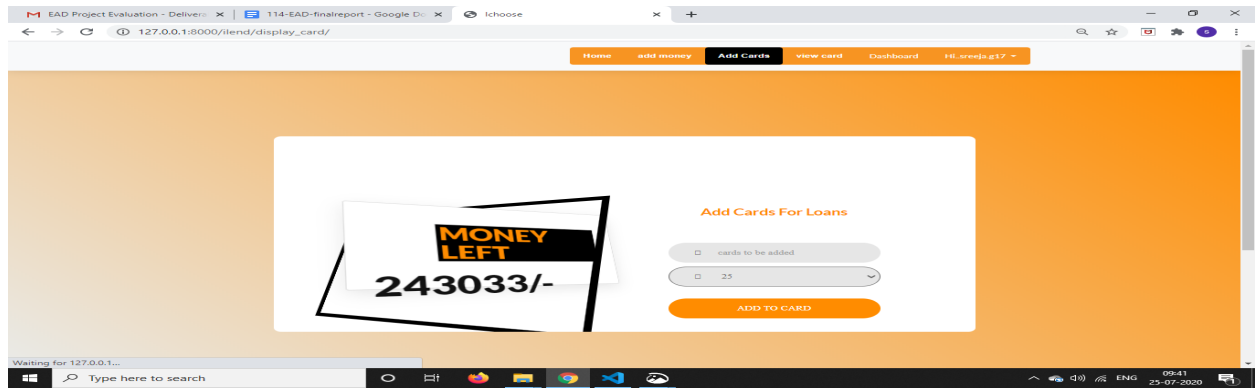 EAD Project Evaluation - Delivera
114-EAD-finalreport - Google Do
Ichoose
127.0.0.1:8000/ilend/display_card/
Home add money Add Cards view card Dashboard Hi..sreeja.g17
MONEY
LEFT
243033/-
Add Cards For Loans
cards to be added
25
ADD TO CARD
Waiting for 127.0.0.1...
Type here to search
ENG
09:41
25-07-2020